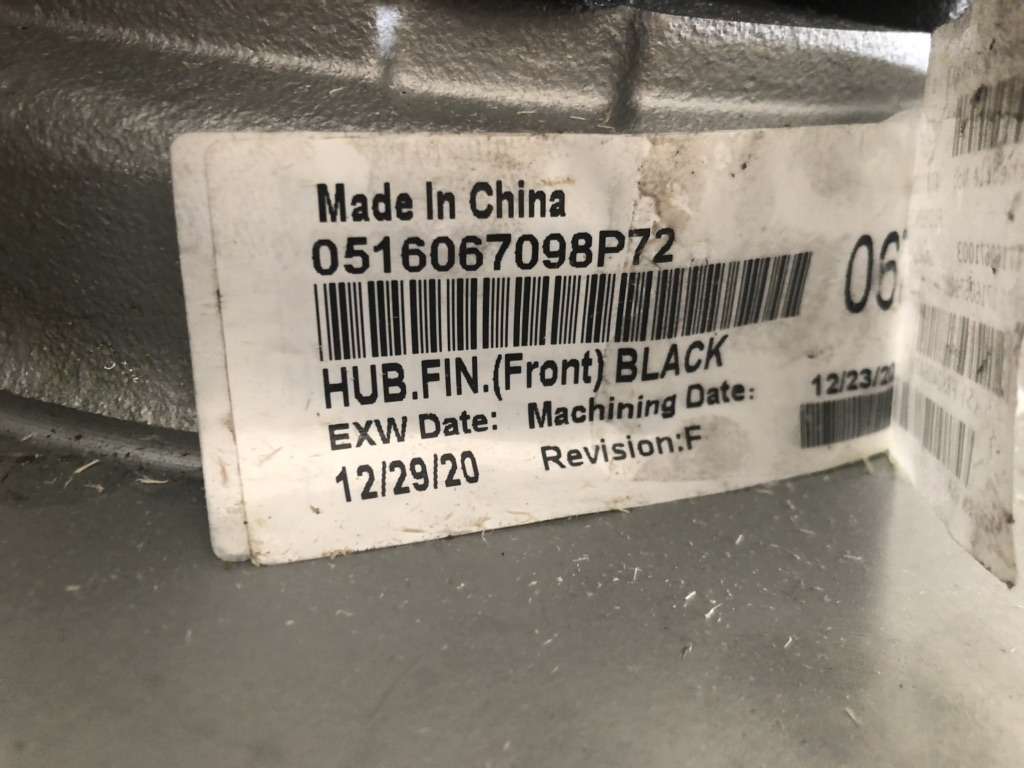 Made In China
0516067098P72
HUB.FIN.(Front) BLACK
EXW Date: Machining Date:
12/23/20
12/29/20
Revision:F